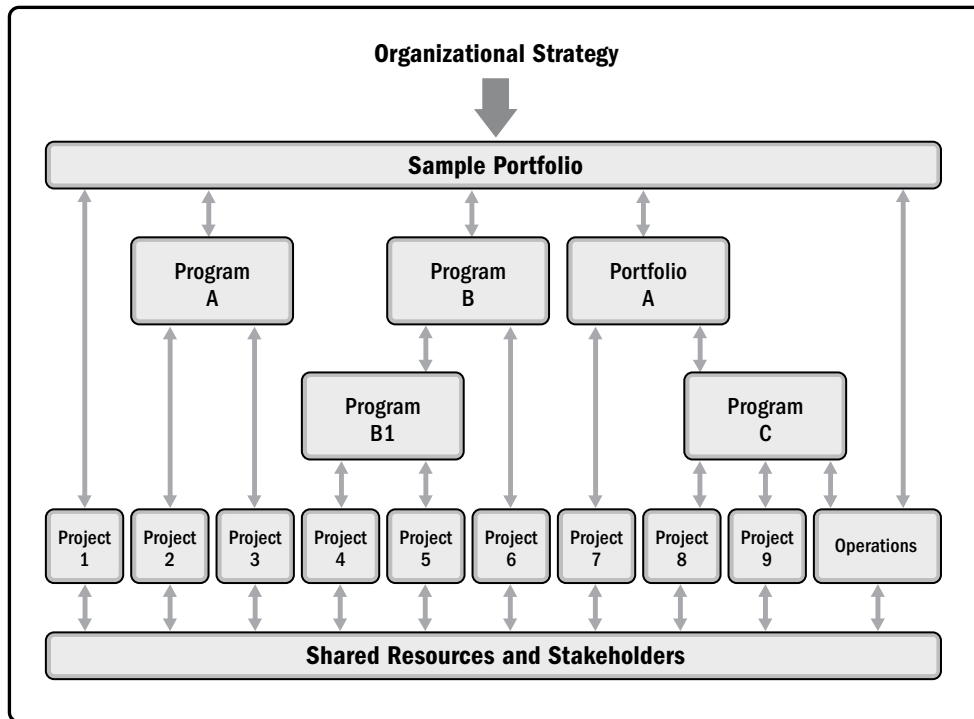 Organizational Strategy
Sample Portfolio
Program
A
Program
B
Portfolio
A
Program
B1
Program
C
Project
1
Project
2
Project
3
Project
4
Project
5
Project
6
Project
7
Project
8
Project
9
Operations
Shared Resources and Stakeholders